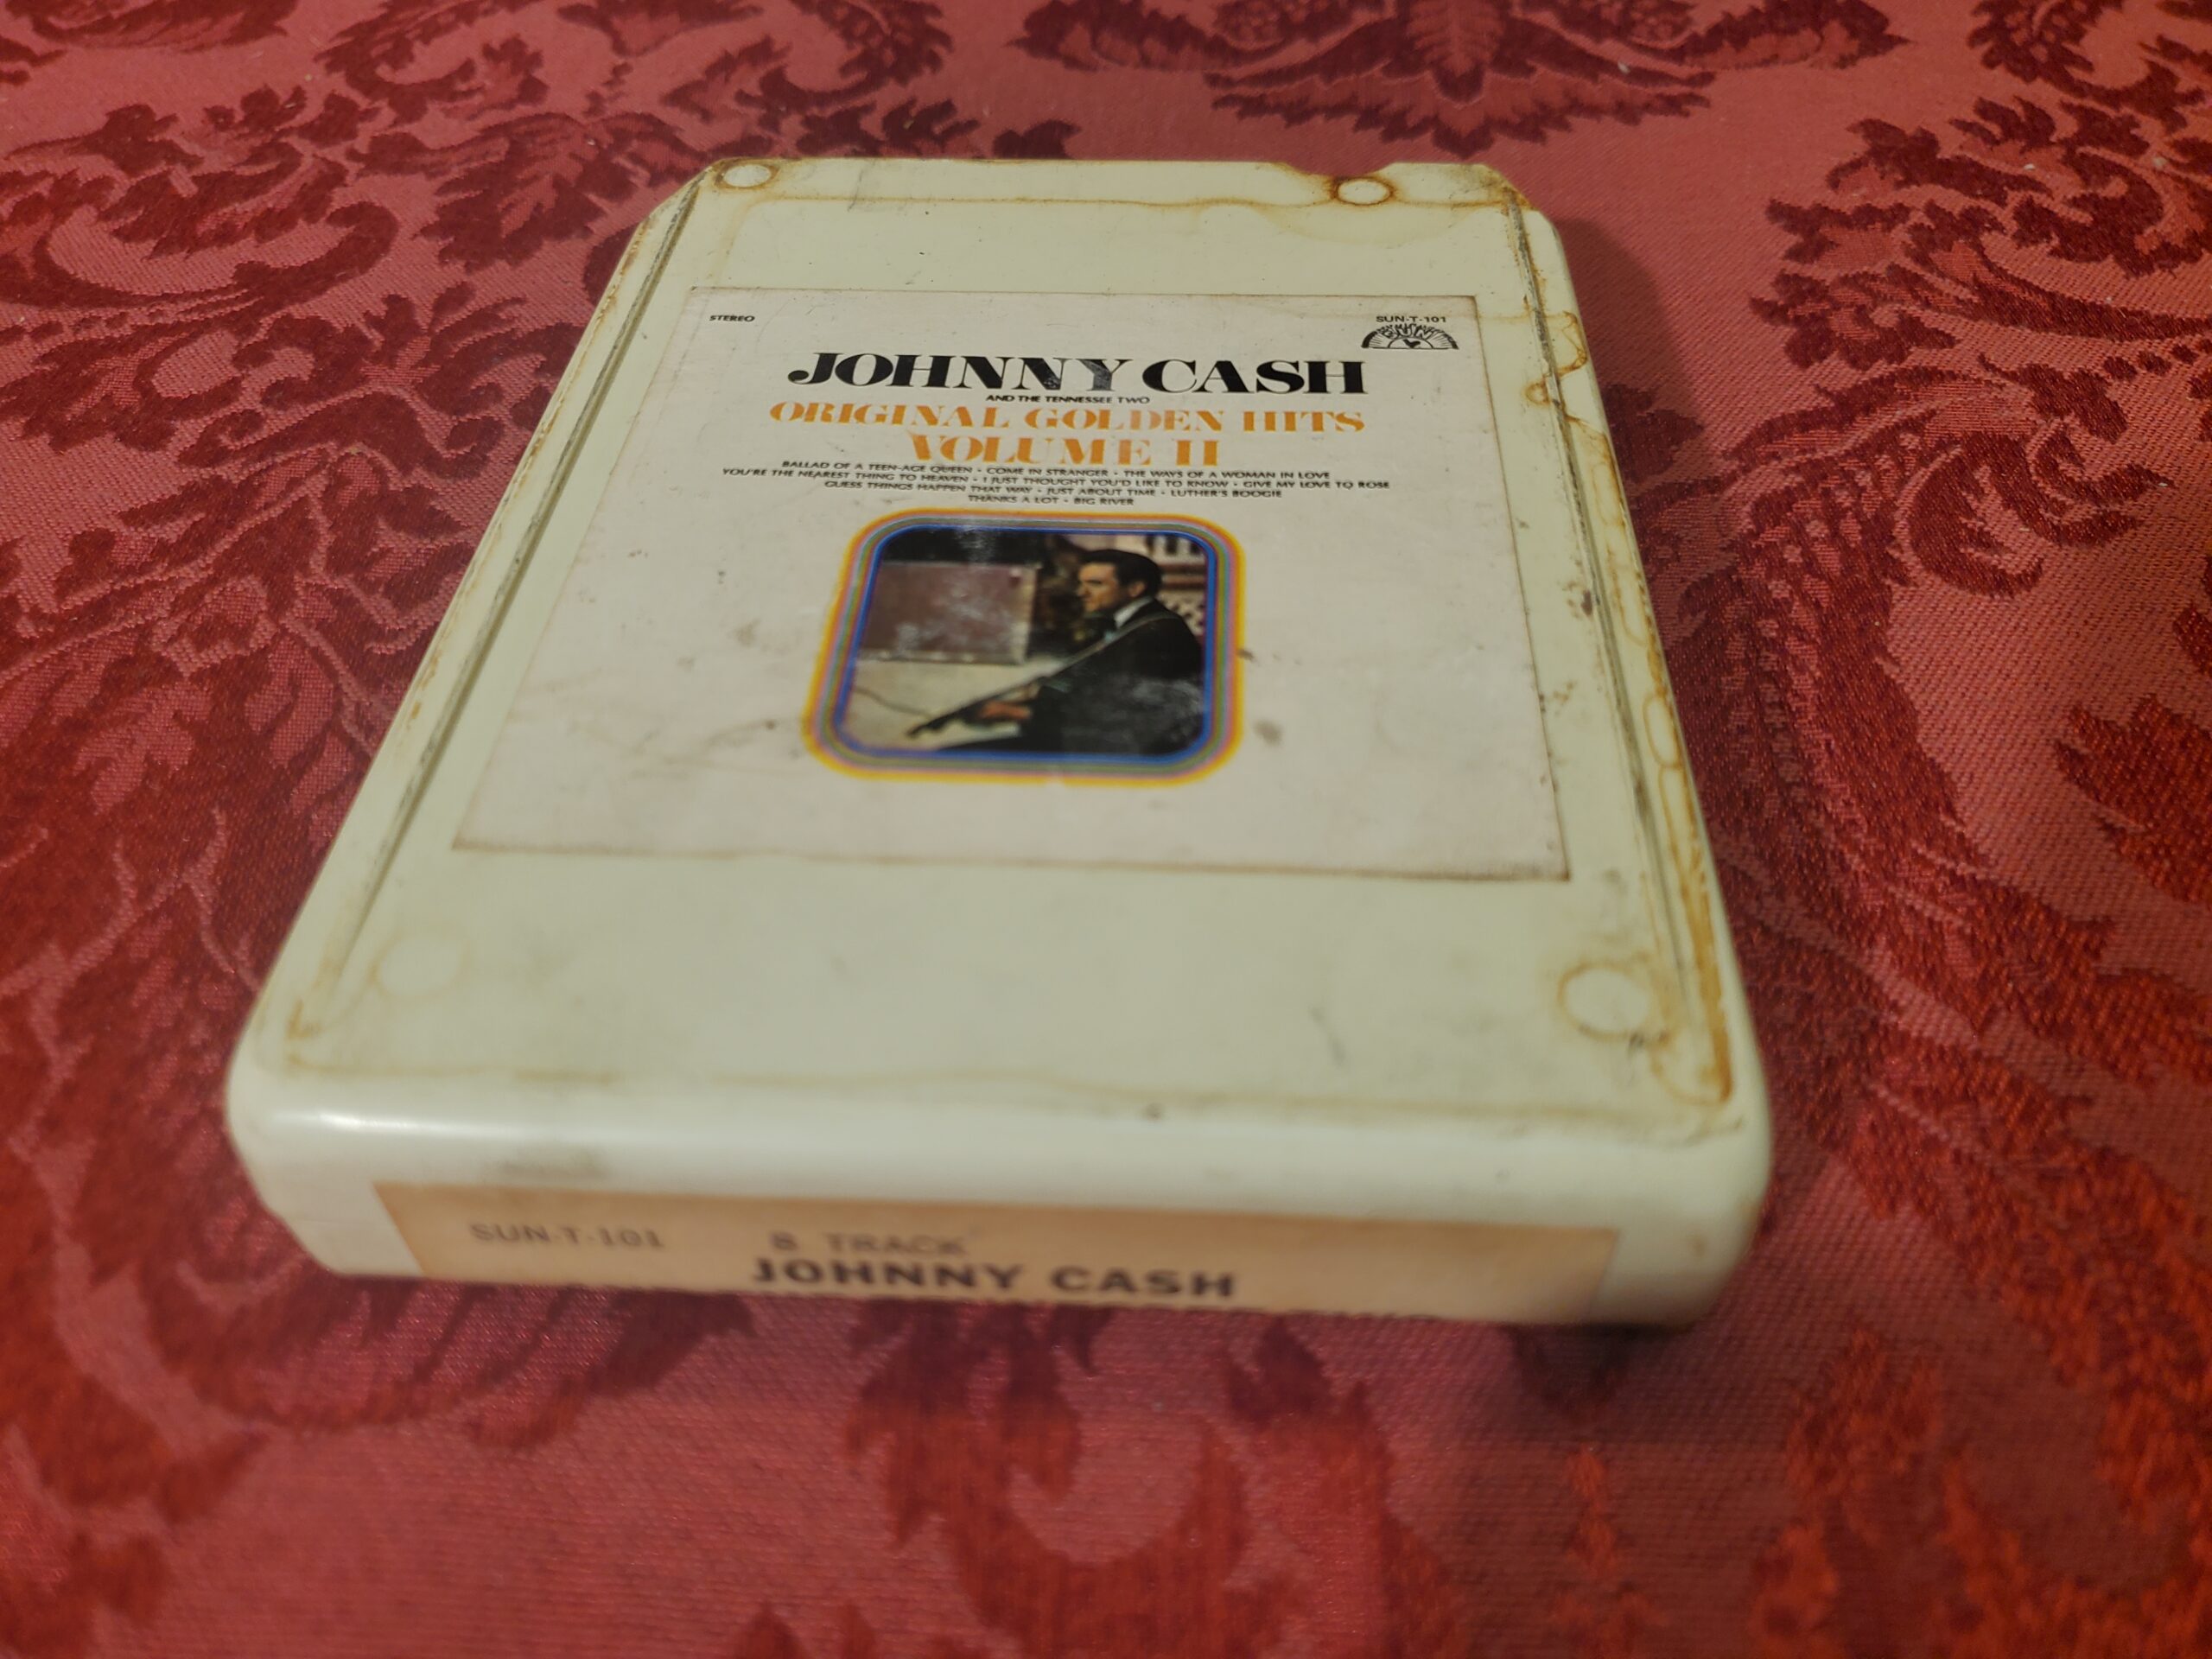 STEREO
SUN-T-101
SUN
JOHNNY CASH
AND THE TENNESSEE TWO
ORIGINAL GOLDEN HITS
VOLUME II
BALLAD OF A TEEN-AGE QUEEN • COME IN STRANGER • THE WAYS OF A WOMAN IN LOVE
YOU'RE THE NEAREST THING TO HEAVEN • I JUST THOUGHT YOU'D LIKE TO KNOW • GIVE MY LOVE TO ROSE
GUESS THINGS HAPPEN THAT WAY • JUST ABOUT TIME • LUTHER'S BOOGIE
THANKS A LOT • BIG RIVER
SUN-T-101 8 TRACK
JOHNNY CASH